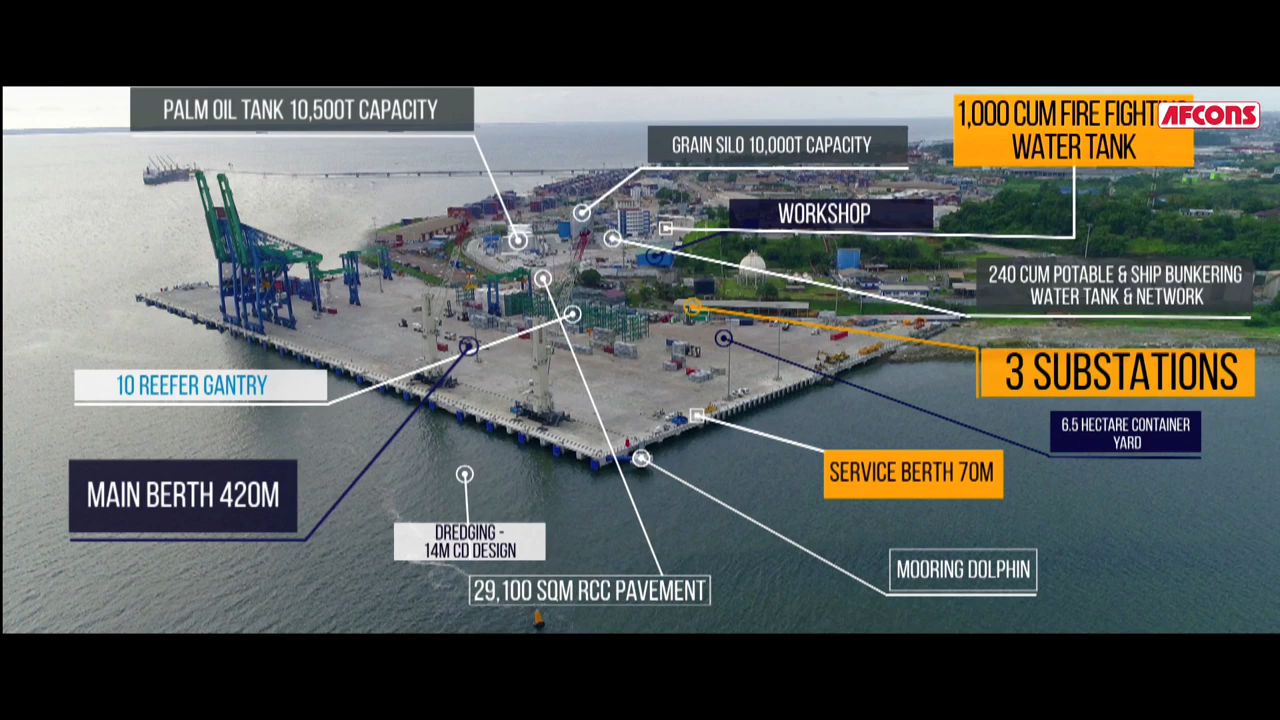 PALM OIL TANK 10,500T CAPACITY
GRAIN SILO 10,000T CAPACITY
1,000 CUM FIRE FIGHTING
WATER TANK
AFCONS
WORKSHOP
240 CUM POTABLE & SHIP BUNKERING
WATER TANK & NETWORK
10 REEFER GANTRY
3 SUBSTATIONS
6.5 HECTARE CONTAINER
YARD
SERVICE BERTH 70M
MAIN BERTH 420M
DREDGING -
14M CD DESIGN
29,100 SQM RCC PAVEMENT
MOORING DOLPHIN